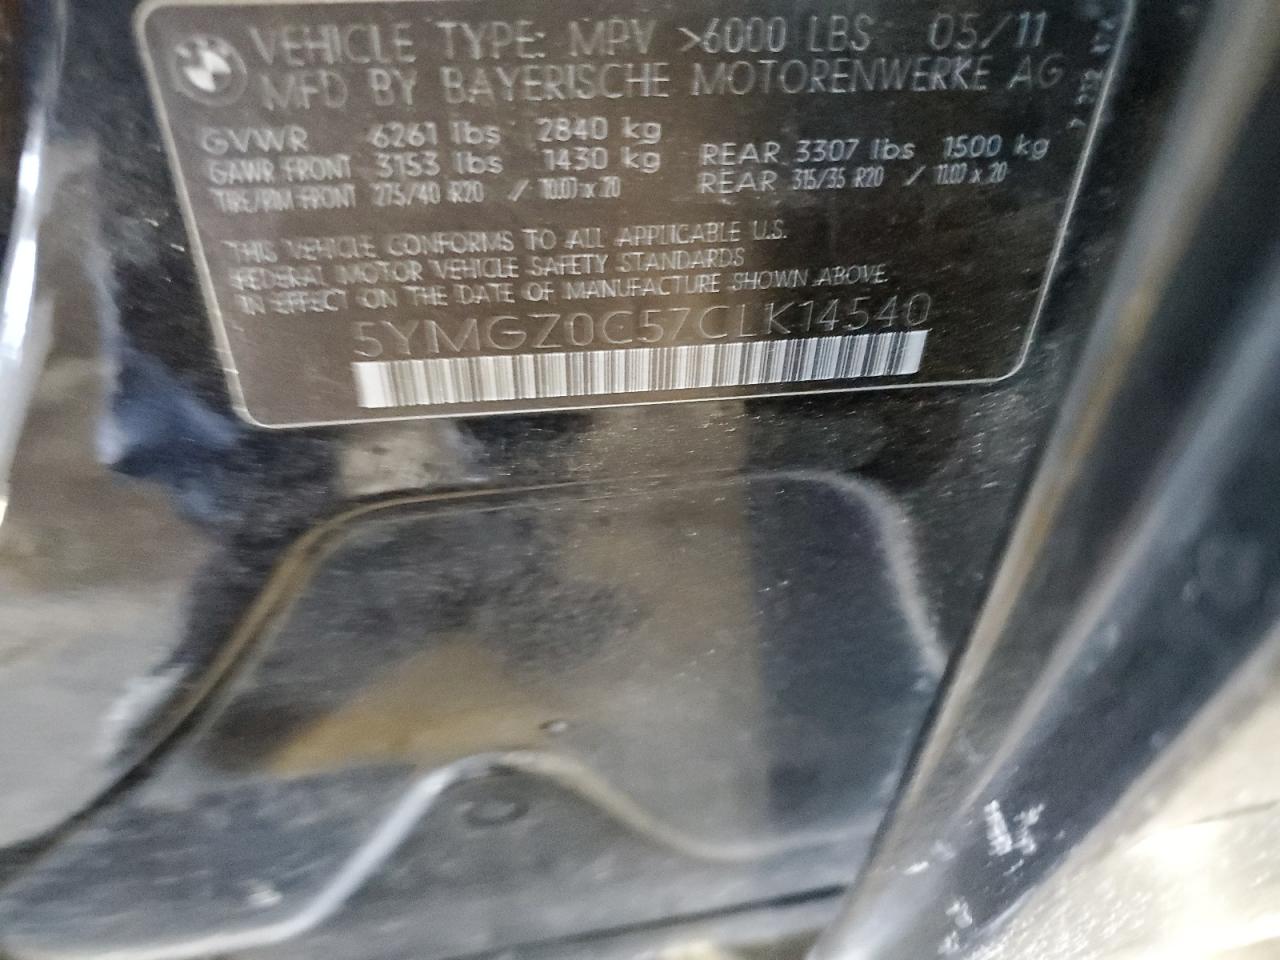 VEHICLE TYPE: MPV >6000 LBS 05/11
MFD BY BAYERISCHE MOTORENWERKE AG
GVWR 6261 lbs 2840 kg
GAWR FRONT 3153 lbs 1430 kg REAR 3307 lbs 1500 kg
TIRE/RIM FRONT 275/40 R20 / 10.0J x 20 REAR 315/35 R20 / 11.0J x 20
THIS VEHICLE CONFORMS TO ALL APPLICABLE U.S.
FEDERAL MOTOR VEHICLE SAFETY STANDARDS
IN EFFECT ON THE DATE OF MANUFACTURE SHOWN ABOVE.
5YMGZ0C57CLK14540